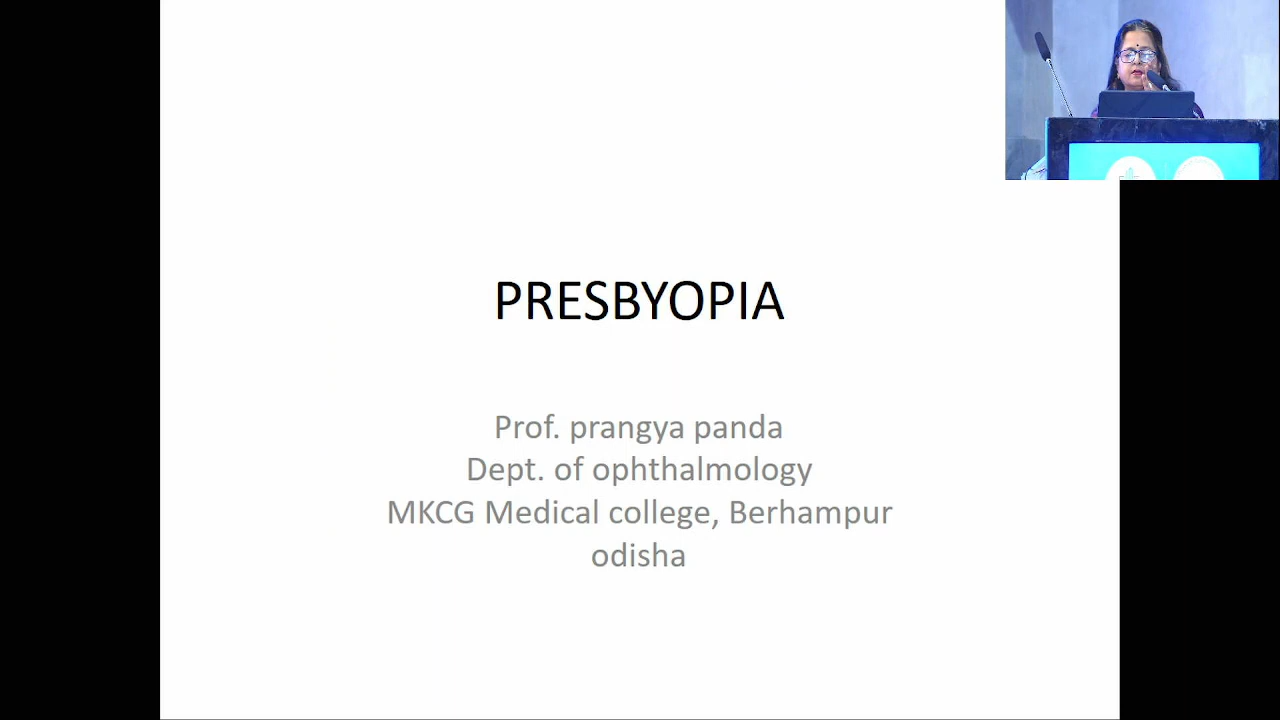 PRESBYOPIA
Prof. prangya panda
Dept. of ophthalmology
MKCG Medical college, Berhampur
odisha